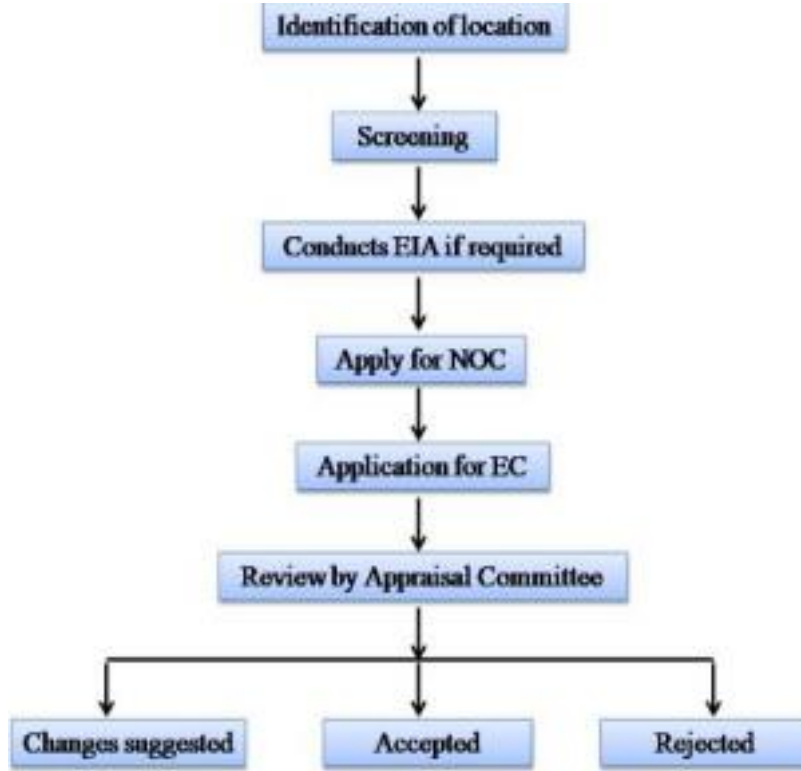 Identification of location
Screening
Conducts EIA if required
Apply for NOC
Application for EC
Review by Appraisal Committee
Changes suggested
Accepted
Rejected